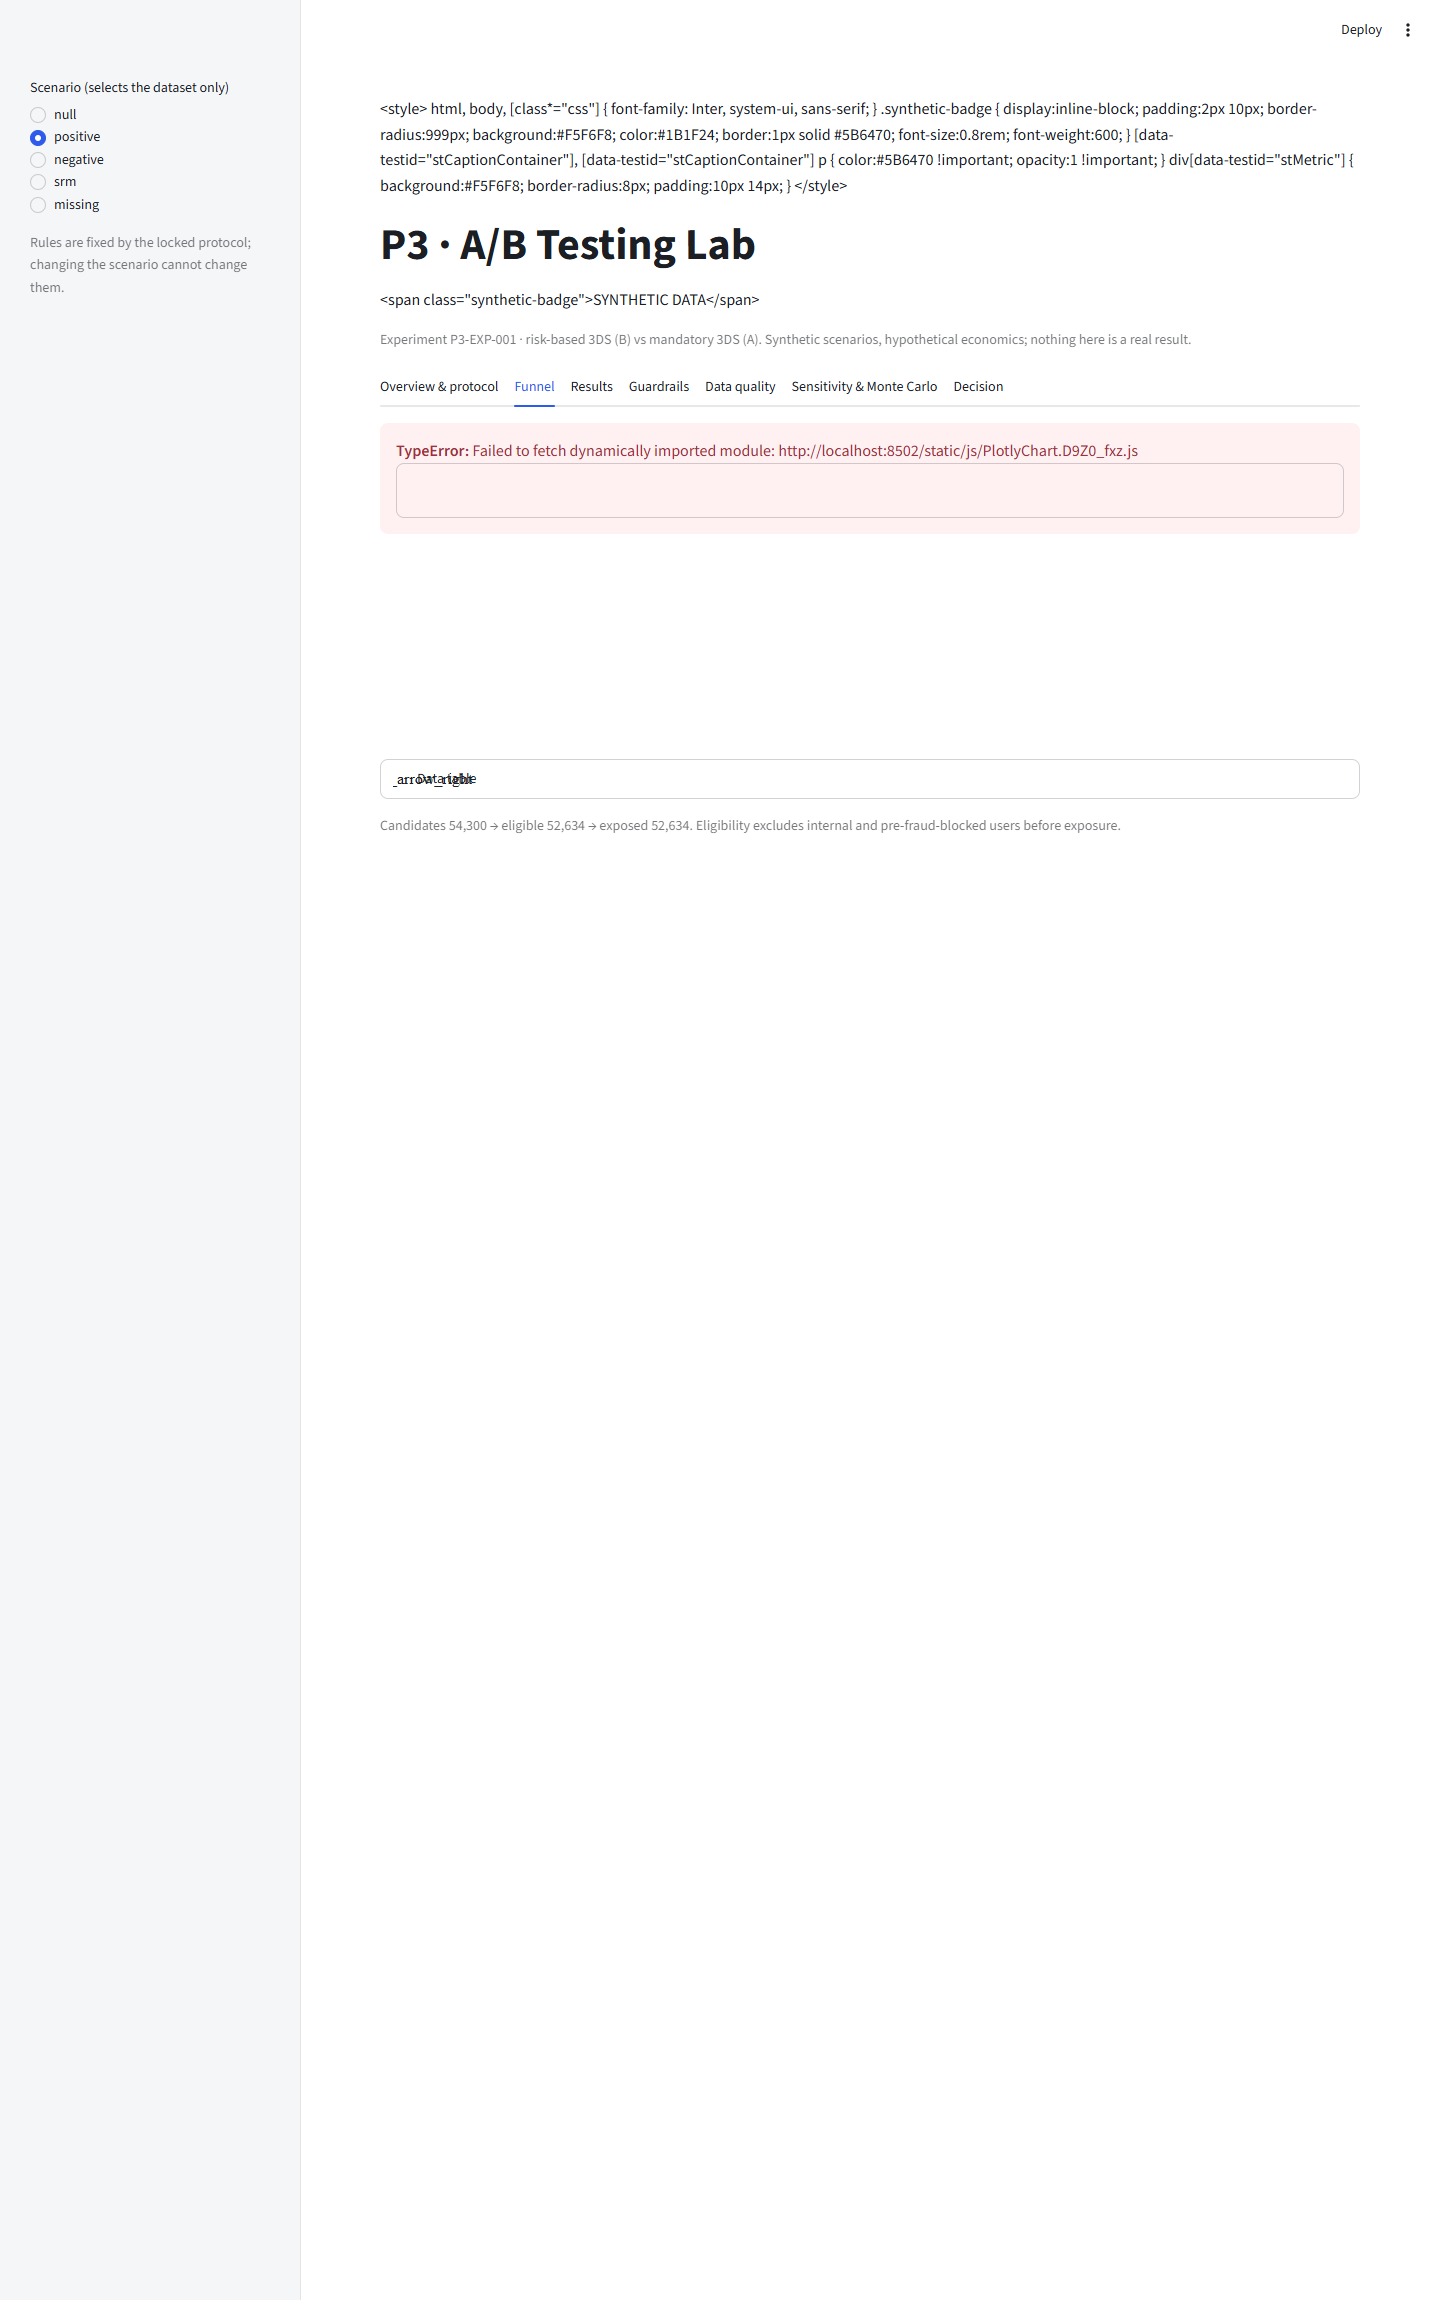 Deploy
Scenario (selects the dataset only)
null
positive
negative
srm
missing
Rules are fixed by the locked protocol;
changing the scenario cannot change
them.
<style> html, body, [class*="css"] { font-family: Inter, system-ui, sans-serif; } .synthetic-badge { display:inline-block; padding:2px 10px; border-
radius:999px; background:#F5F6F8; color:#1B1F24; border:1px solid #5B6470; font-size:0.8rem; font-weight:600; } [data-
testid="stCaptionContainer"], [data-testid="stCaptionContainer"] p { color:#5B6470 !important; opacity:1 !important; } div[data-testid="stMetric"] {
background:#F5F6F8; border-radius:8px; padding:10px 14px; } </style>
P3 · A/B Testing Lab
<span class="synthetic-badge">SYNTHETIC DATA</span>
Experiment P3-EXP-001 · risk-based 3DS (B) vs mandatory 3DS (A). Synthetic scenarios, hypothetical economics; nothing here is a real result.
Overview & protocol Funnel Results Guardrails Data quality Sensitivity & Monte Carlo Decision
TypeError: Failed to fetch dynamically imported module: http://localhost:8502/static/js/PlotlyChart.D9Z0_fxz.js
Candidates 54,300 → eligible 52,634 → exposed 52,634. Eligibility excludes internal and pre-fraud-blocked users before exposure.